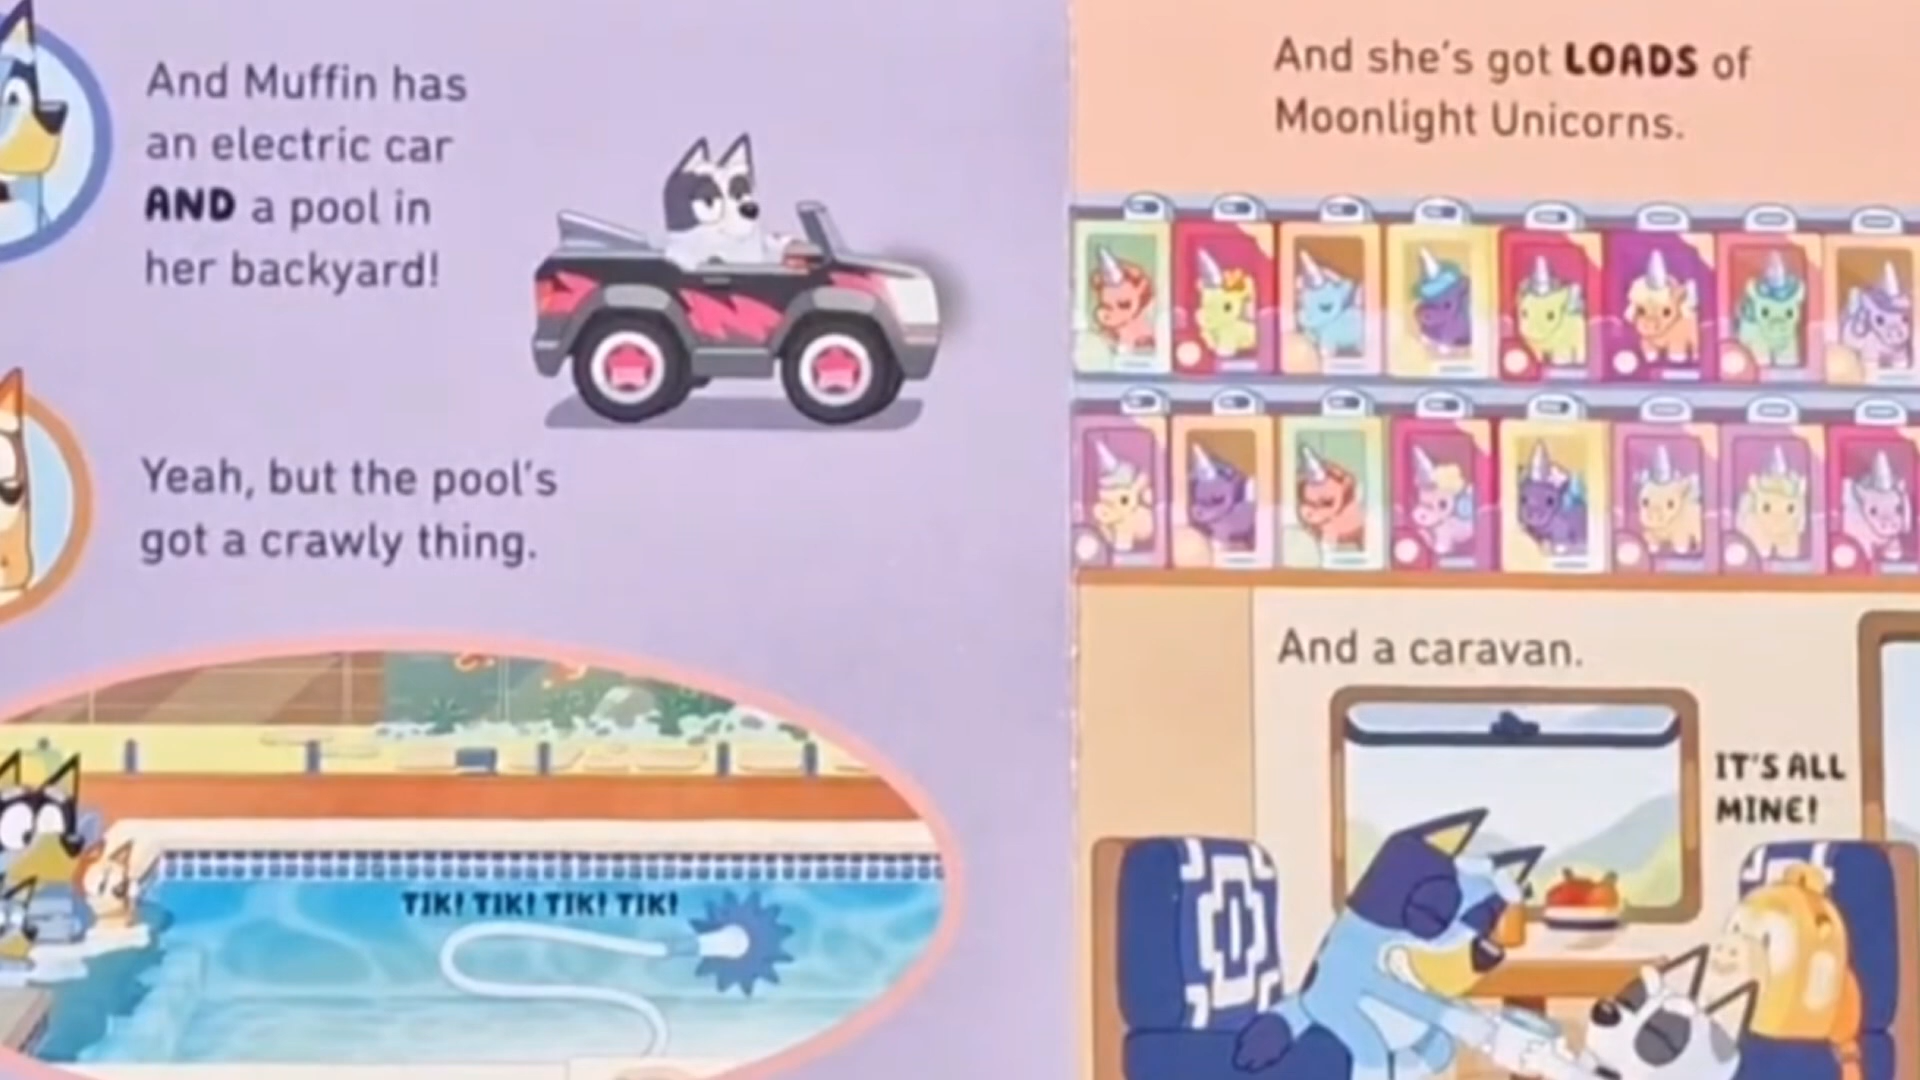 And Muffin has
an electric car
AND a pool in
her backyard!
Yeah, but the pool's
got a crawly thing.
TIK! TIK! TIK! TIK!
And she's got LOADS of
Moonlight Unicorns.
And a caravan.
IT'S ALL
MINE!